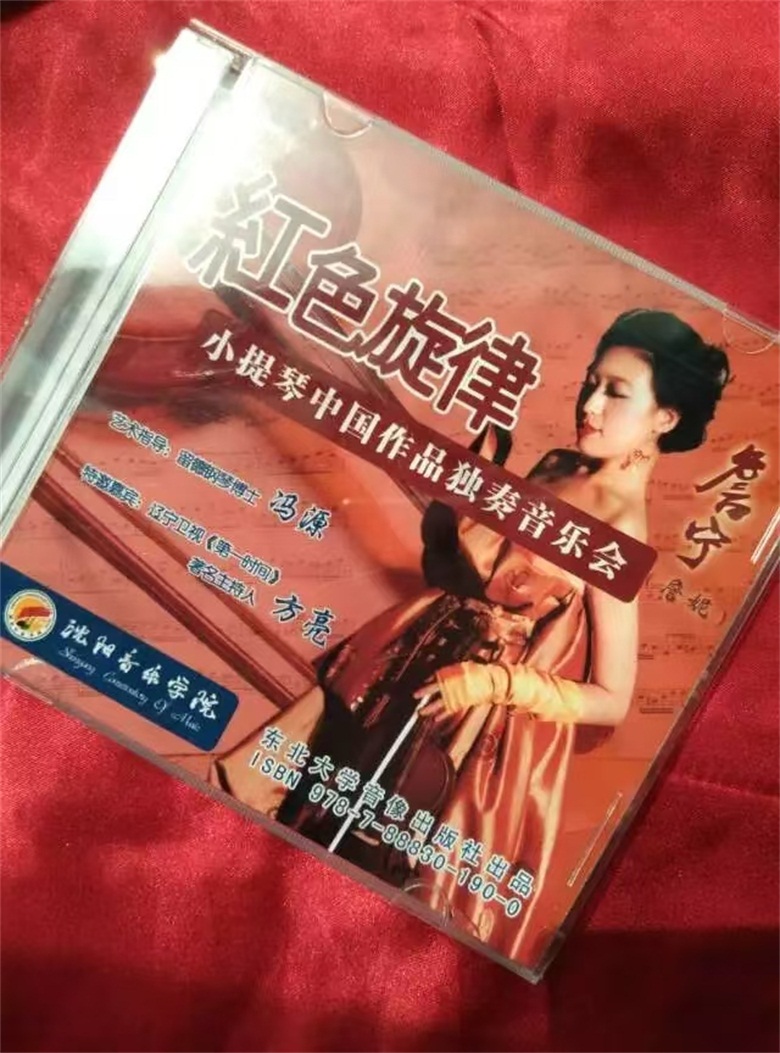 紅色旋律
小提琴中国作品独奏音乐会
艺术指导：留德钢琴博士 冯源
特邀嘉宾：辽宁卫视《第一时间》
著名主持人 方亮
詹宁
詹妮
沈阳音乐学院
Shenyang Conservatory Of Music
东北大学音像出版社出品
ISBN 978-7-88830-190-0